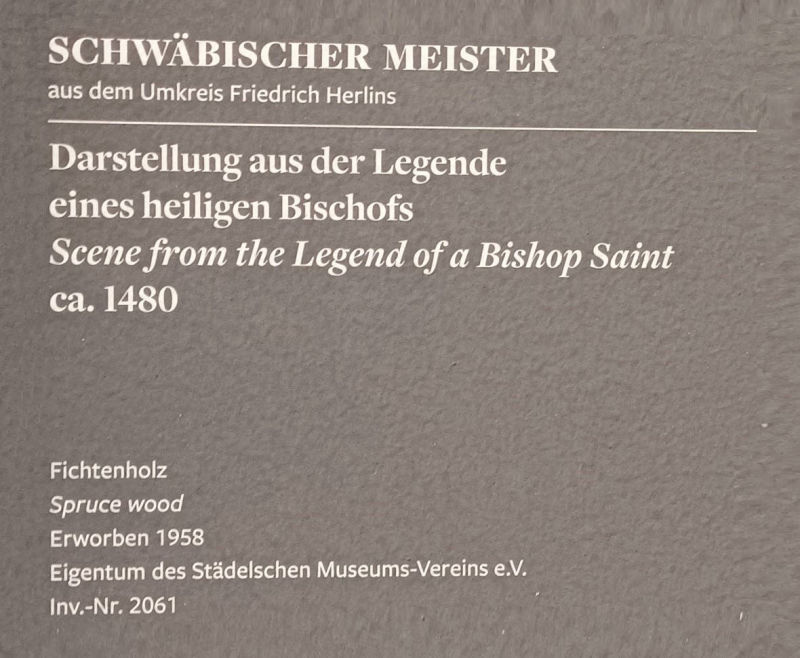 SCHWÄBISCHER MEISTER
aus dem Umkreis Friedrich Herlins
Darstellung aus der Legende
eines heiligen Bischofs
Scene from the Legend of a Bishop Saint
ca. 1480
Fichtenholz
Spruce wood
Erworben 1958
Eigentum des Städelschen Museums-Vereins e.V.
Inv.-Nr. 2061